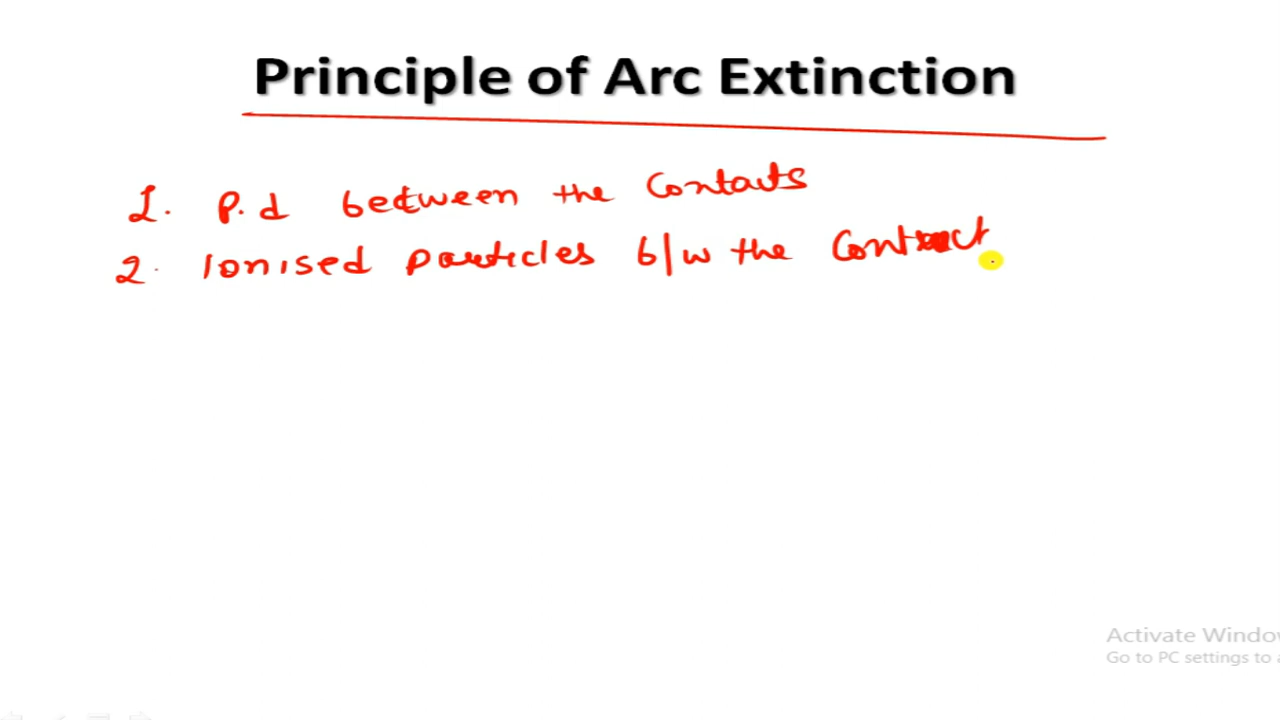 Principle of Arc Extinction
1. P.d between the Contacts
2. Ionised particles b/w the Contact
Activate Windo
Go to PC settings to a